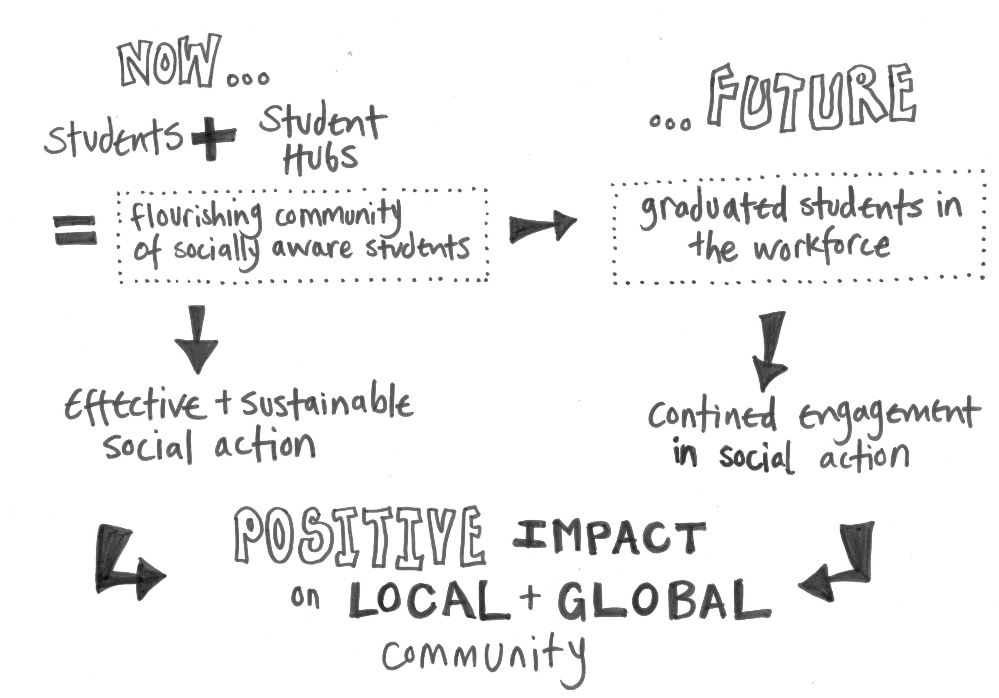 NOW...
Students + Student
Hubs
= flourishing community
of socially aware students
effective + sustainable
social action
...FUTURE
graduated students in
the workforce
contined engagement
in social action
POSITIVE IMPACT
on LOCAL + GLOBAL
community